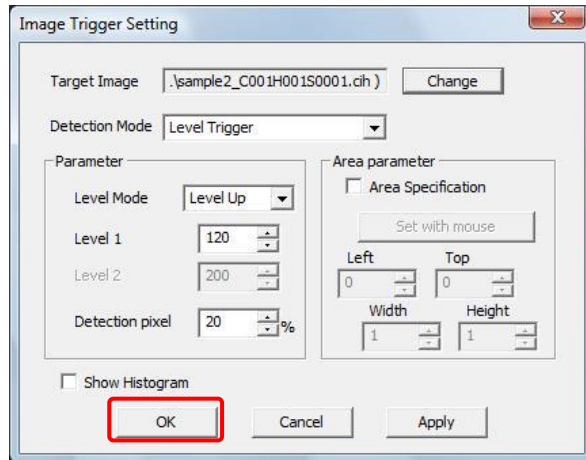 Image Trigger Setting
Target Image .\sample2_C001H001S0001.cih ) Change
Detection Mode Level Trigger
Parameter
Level Mode Level Up
Level 1 120
Level 2 200
Detection pixel 20 %
Area parameter
Area Specification
Set with mouse
Left Top
0 0
Width Height
1 1
Show Histogram
OK Cancel Apply